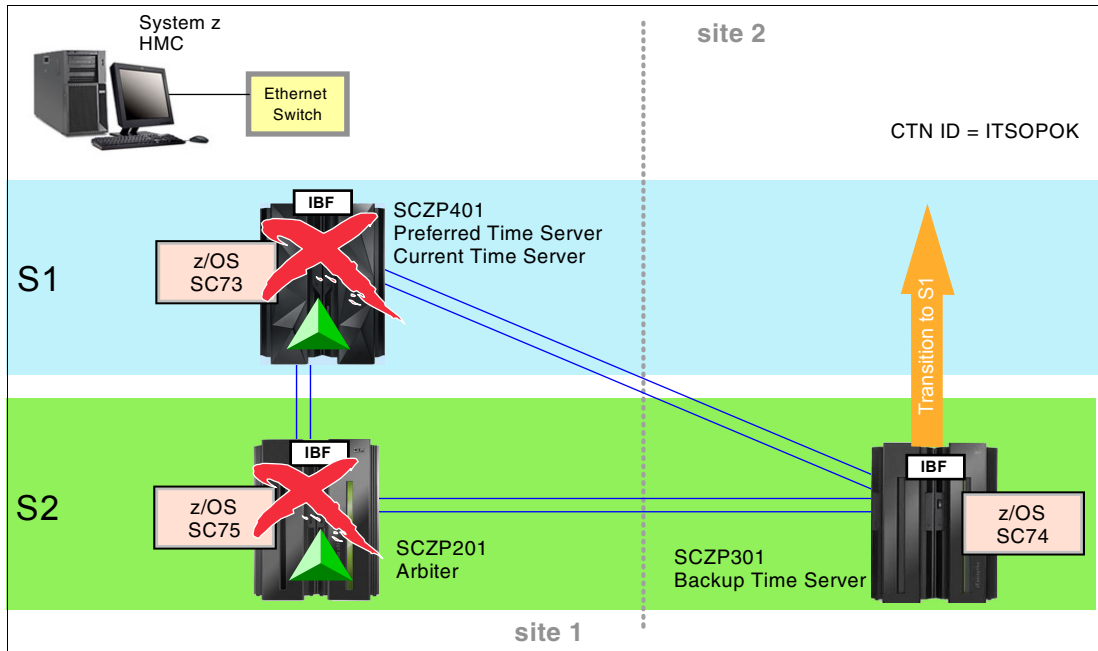 System z
HMC
site 2
Ethernet
Switch
CTN ID = ITSOPOK
IBF
SCZP401
Preferred Time Server
Current Time Server
z/OS
SC73
S1
Transition to S1
IBF
IBF
S2
z/OS
SC75
z/OS
SC74
SCZP201
Arbiter
SCZP301
Backup Time Server
site 1